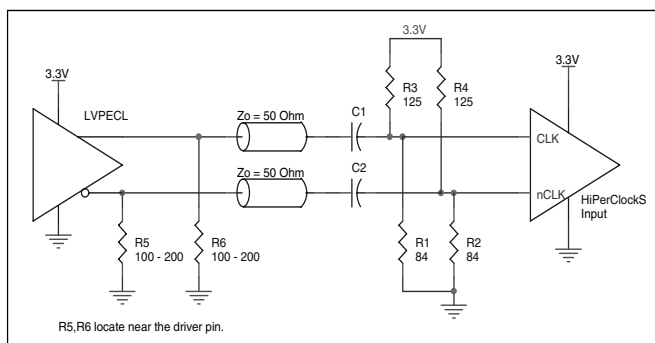 3.3V
3.3V
3.3V
LVPECL
Zo = 50 Ohm
C1
R3
125
R4
125
CLK
Zo = 50 Ohm
C2
nCLK
HiPerClockS
Input
R5
100 - 200
R6
100 - 200
R1
84
R2
84
R5,R6 locate near the driver pin.